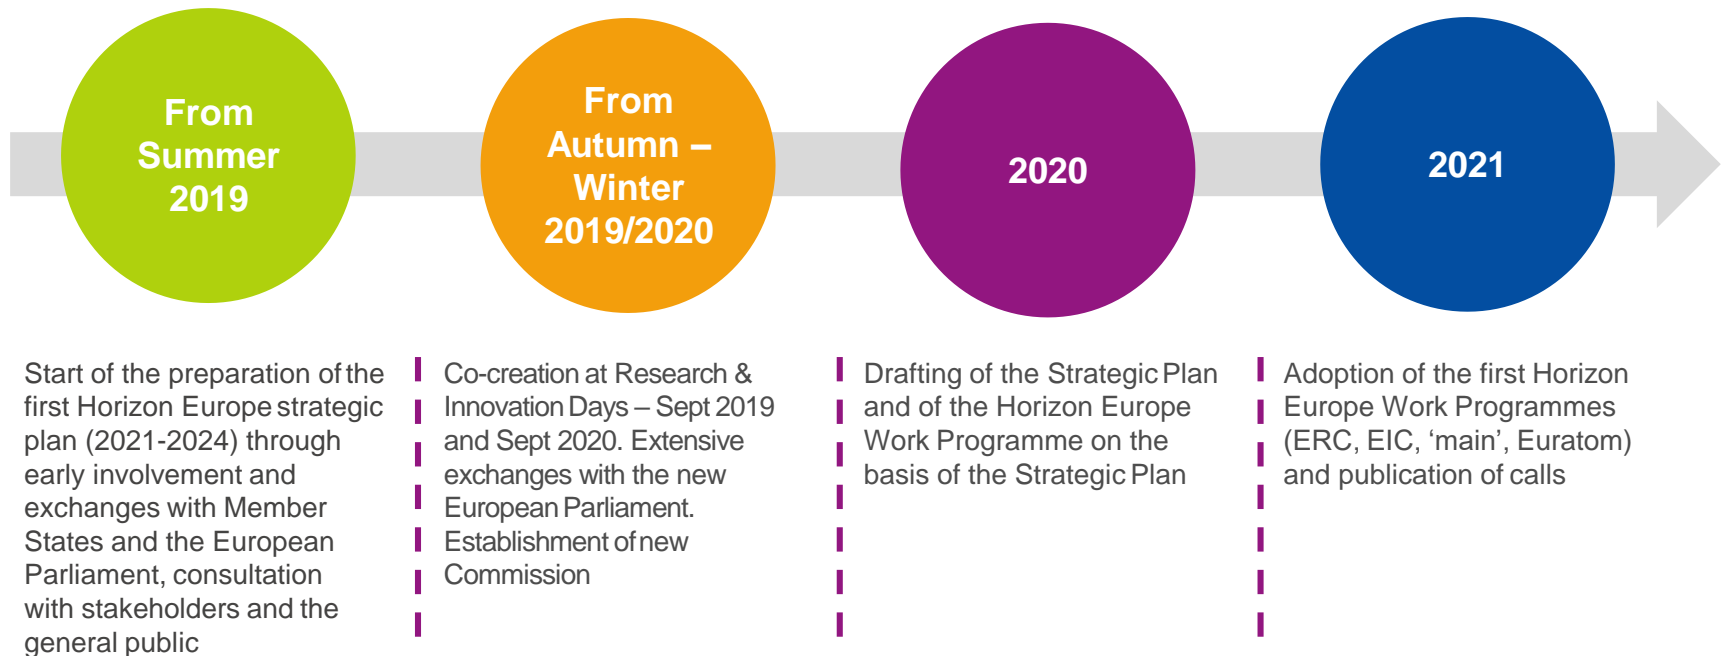 From
Summer
2019
From
Autumn –
Winter
2019/2020
2020
2021
Start of the preparation of the
first Horizon Europe strategic
plan (2021-2024) through
early involvement and
exchanges with Member
States and the European
Parliament, consultation
with stakeholders and the
general public
Co-creation at Research &
Innovation Days – Sept 2019
and Sept 2020. Extensive
exchanges with the new
European Parliament.
Establishment of new
Commission
Drafting of the Strategic Plan
and of the Horizon Europe
Work Programme on the
basis of the Strategic Plan
Adoption of the first Horizon
Europe Work Programmes
(ERC, EIC, ‘main’, Euratom)
and publication of calls